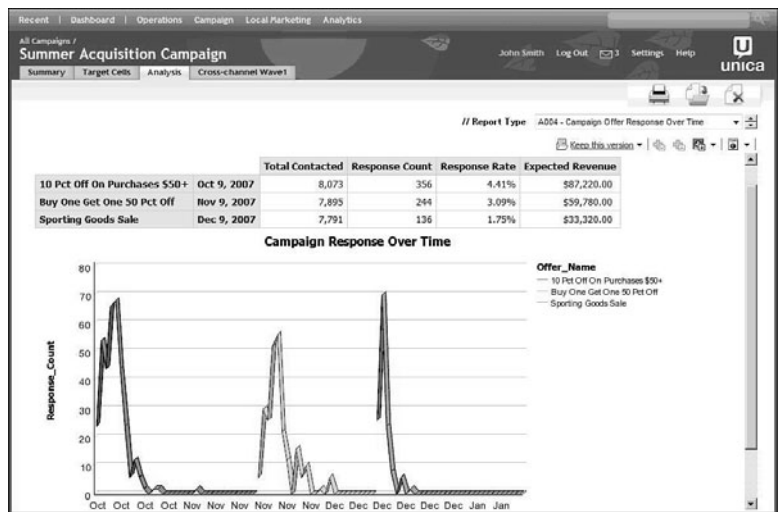 Recent | Dashboard | Operations Campaign Local Marketing Analytics
All Campaigns /
Summer Acquisition Campaign
John Smith Log Out 3 Settings Help
unica
Summary Target Cells Analysis Cross-channel Wave1
// Report Type A004 - Campaign Offer Response Over Time
Keep this version
Total Contacted Response Count Response Rate Expected Revenue
10 Pct Off On Purchases $50+ Oct 9, 2007 8,073 356 4.41% $87,220.00
Buy One Get One 50 Pct Off Nov 9, 2007 7,895 244 3.09% $59,780.00
Sporting Goods Sale Dec 9, 2007 7,791 136 1.75% $33,320.00
Campaign Response Over Time
Offer_Name
10 Pct Off On Purchases $50+
Buy One Get One 50 Pct Off
Sporting Goods Sale
Response_Count
80
70
60
50
40
30
20
10
0
Oct Oct Oct Oct Nov Nov Nov Nov Nov Nov Dec Dec Dec Dec Dec Dec Jan Jan